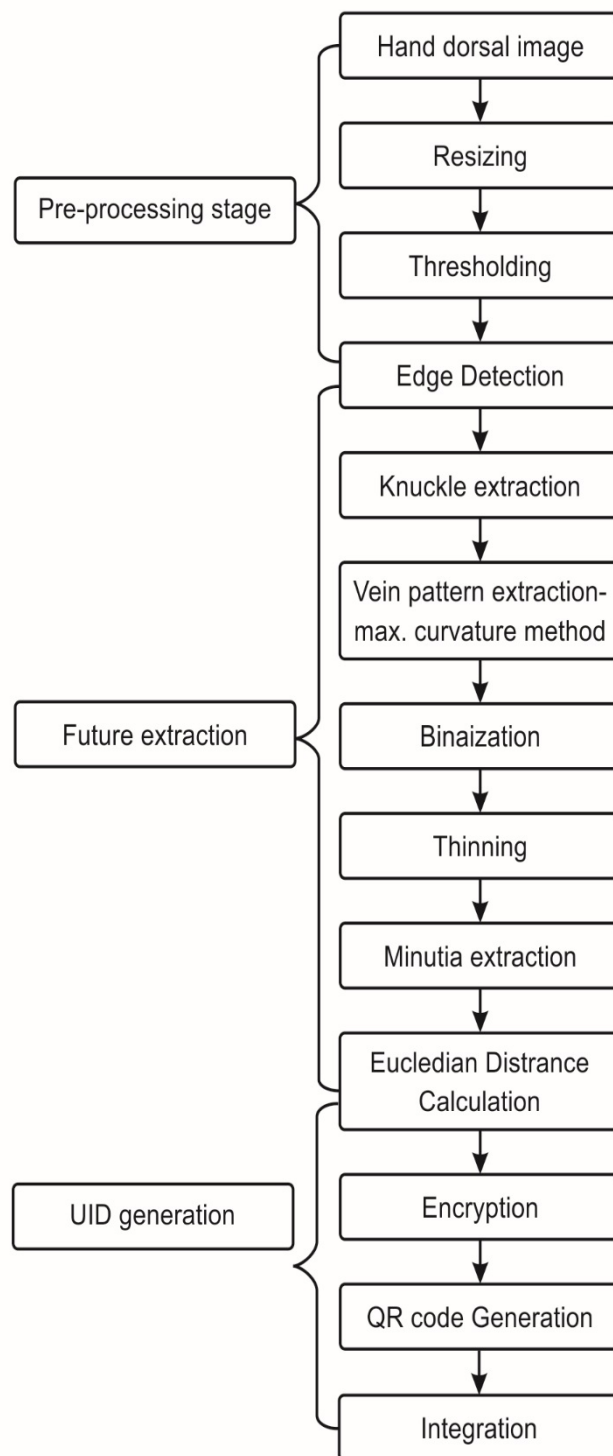 Hand dorsal image
Resizing
Pre-processing stage
Thresholding
Edge Detection
Knuckle extraction
Vein pattern extraction-
max. curvature method
Future extraction
Binaization
Thinning
Minutia extraction
Eucledian Distrance
Calculation
UID generation
Encryption
QR code Generation
Integration